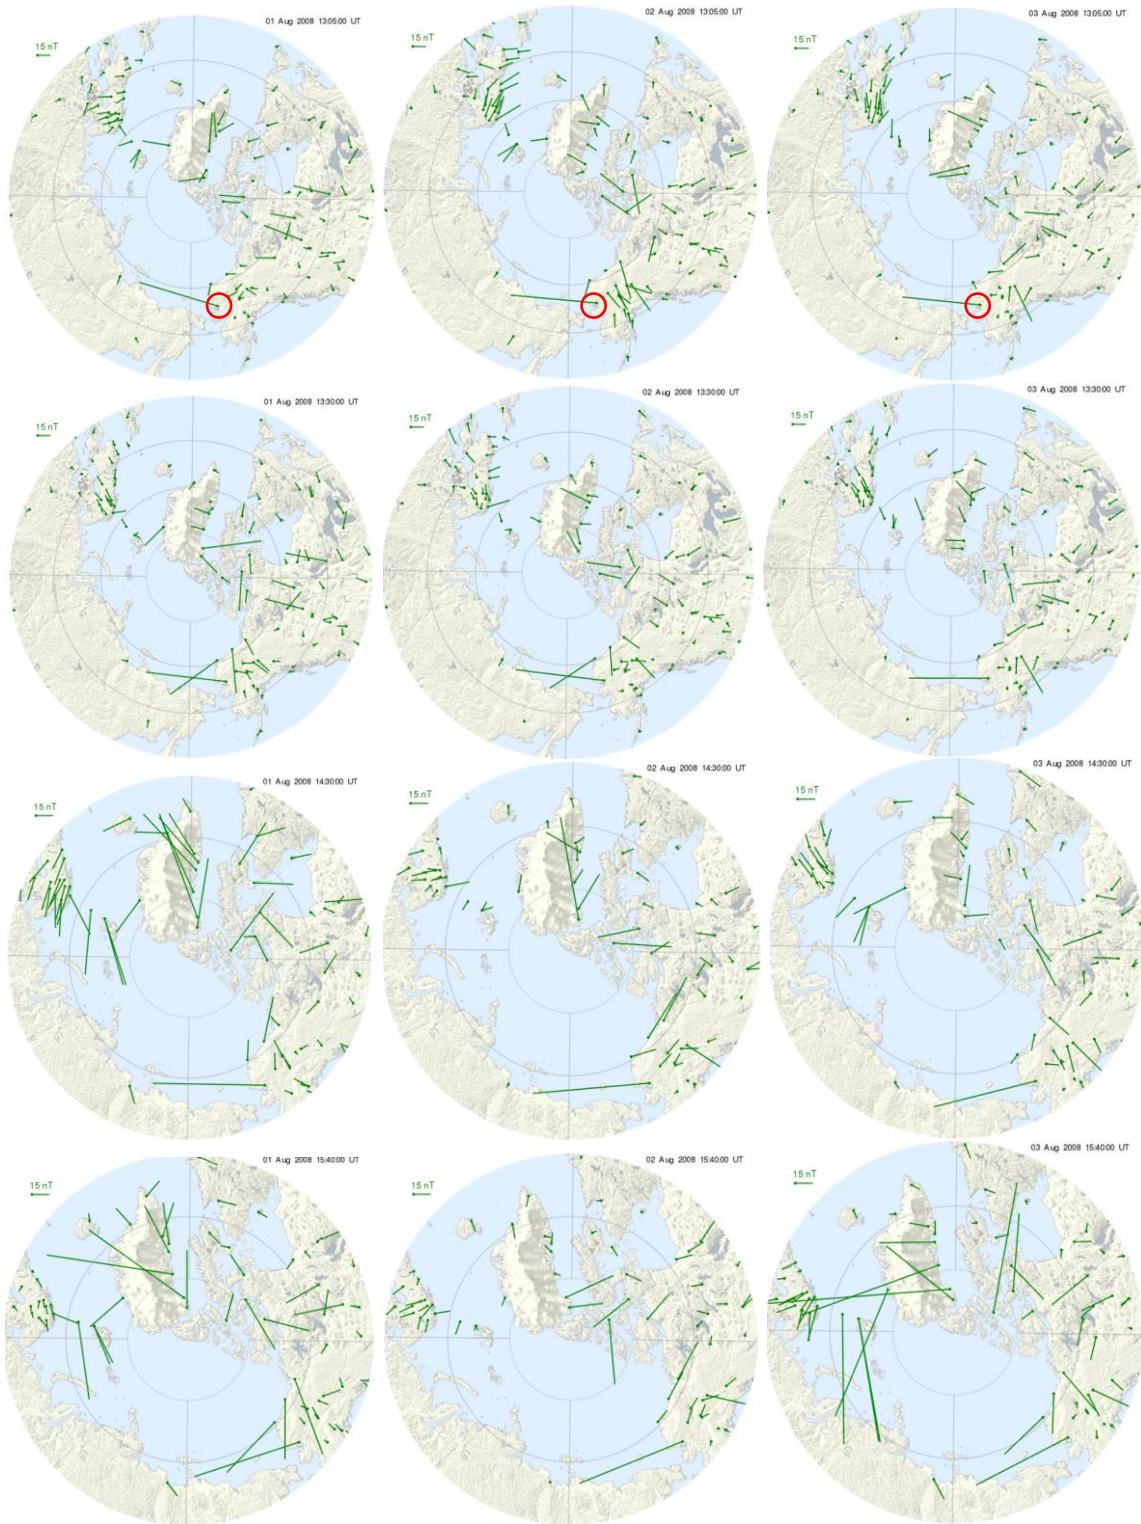 01 Aug 2008 13:05:00 UT
15 nT
02 Aug 2008 13:05:00 UT
15 nT
03 Aug 2008 13:05:00 UT
15 nT
01 Aug 2008 13:30:00 UT
15 nT
02 Aug 2008 13:30:00 UT
15 nT
03 Aug 2008 13:30:00 UT
15 nT
01 Aug 2008 14:30:00 UT
15 nT
02 Aug 2008 14:30:00 UT
15 nT
03 Aug 2008 14:30:00 UT
15 nT
01 Aug 2008 15:40:00 UT
15 nT
02 Aug 2008 15:40:00 UT
15 nT
03 Aug 2008 15:40:00 UT
15 nT